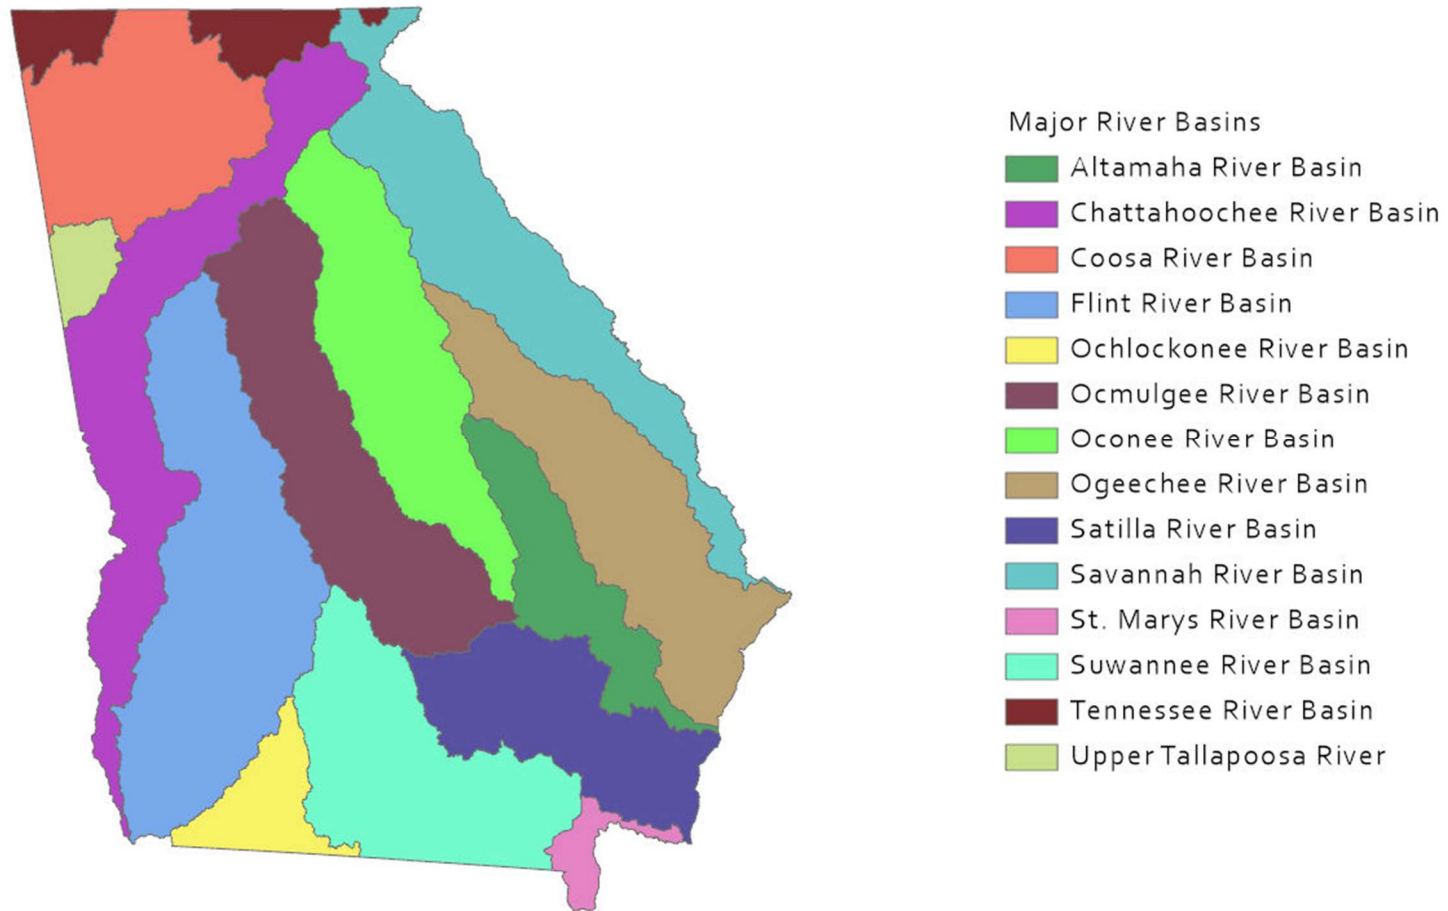 Major River Basins
Altamaha River Basin
Chattahoochee River Basin
Coosa River Basin
Flint River Basin
Ochlockonee River Basin
Ocmulgee River Basin
Oconee River Basin
Ogeechee River Basin
Satilla River Basin
Savannah River Basin
St. Marys River Basin
Suwannee River Basin
Tennessee River Basin
Upper Tallapoosa River